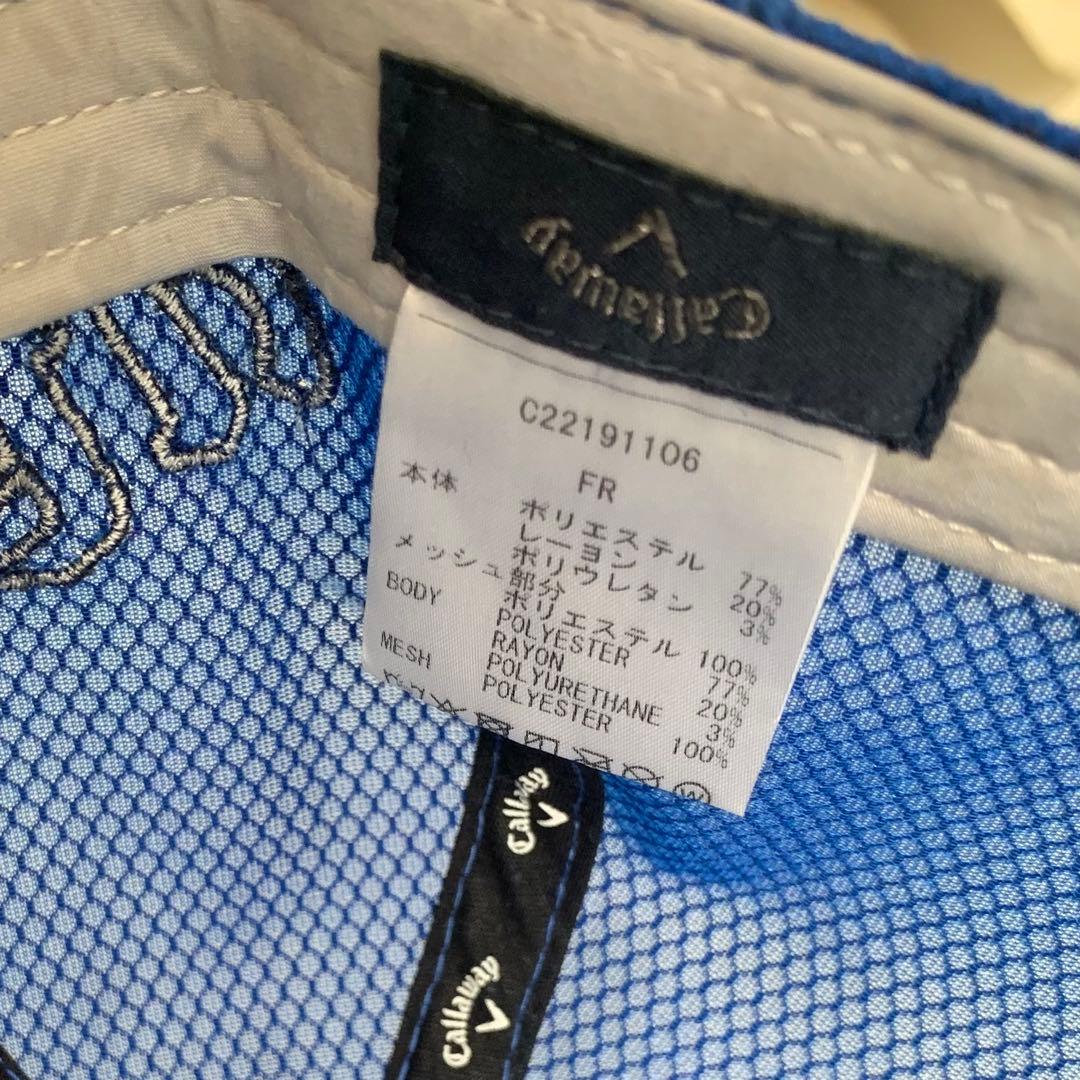 Callaway
C22191106
FR
本体 ポリエステル 77%
レーヨン 20%
ポリウレタン 3%
メッシュ部分 ポリエステル 100%
BODY POLYESTER 77%
RAYON 20%
POLYURETHANE 3%
MESH POLYESTER 100%
W
Callaway
Callaway